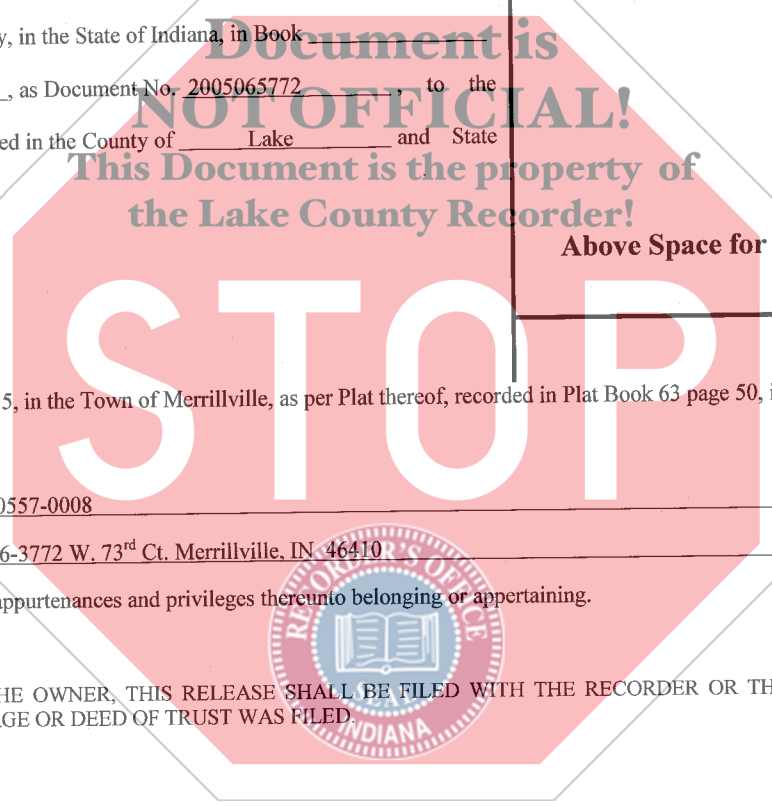 y, in the State of Indiana, in Book
Document is
, as Document No. 2005065772, to the
NOT OFFICIAL!
ed in the County of Lake and State
This Document is the property of
the Lake County Recorder!
Above Space for
STOP
5, in the Town of Merrillville, as per Plat thereof, recorded in Plat Book 63 page 50, i
0557-0008
6-3772 W. 73rd Ct. Merrillville, IN 46410
appurtenances and privileges thereunto belonging or appertaining.
RECORDER'S OFFICE
SEAL
INDIANA
HE OWNER, THIS RELEASE SHALL BE FILED WITH THE RECORDER OR TH
AGE OR DEED OF TRUST WAS FILED.